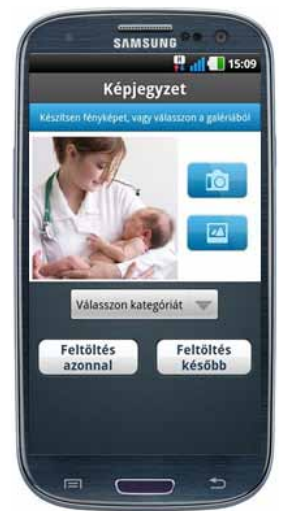 SAMSUNG
15:09
Képjegyzet
Készítsen fényképet, vagy válasszon a galériából
Válasszon kategóriát
Feltöltés azonnal
Feltöltés később